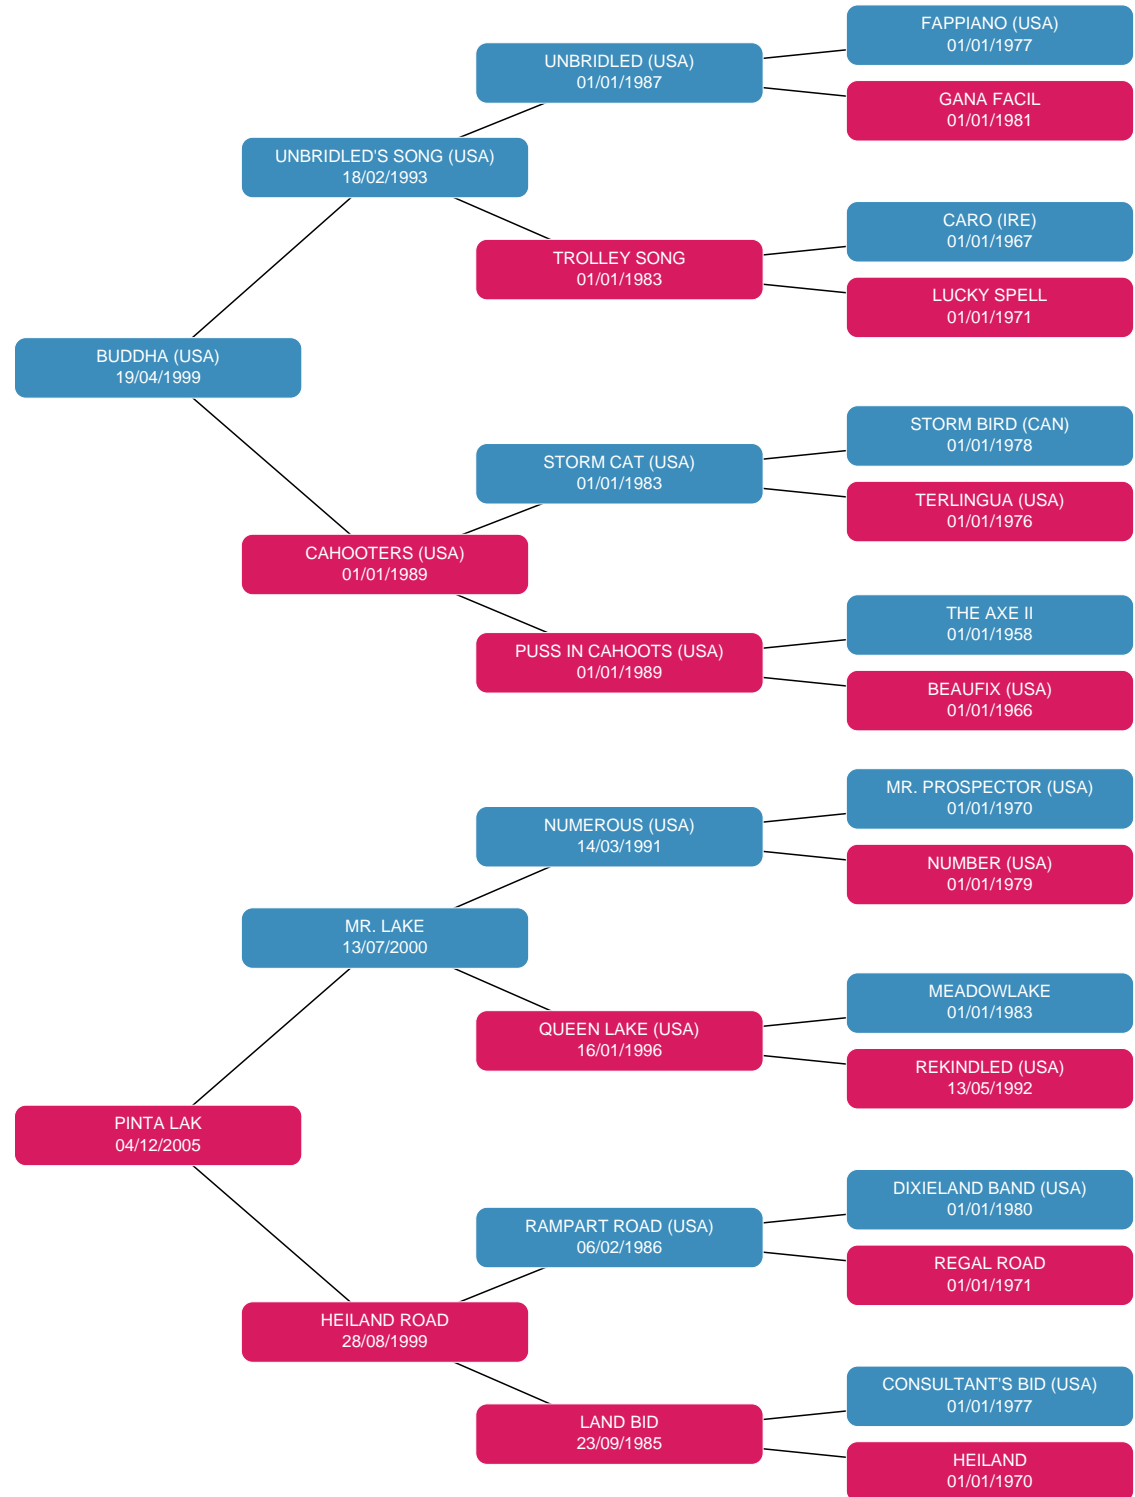 FAPPIANO (USA)
01/01/1977
UNBRIDLED (USA)
01/01/1987
GANA FACIL
01/01/1981
UNBRIDLED'S SONG (USA)
18/02/1993
CARO (IRE)
01/01/1967
TROLLEY SONG
01/01/1983
LUCKY SPELL
01/01/1971
BUDDHA (USA)
19/04/1999
STORM BIRD (CAN)
01/01/1978
STORM CAT (USA)
01/01/1983
TERLINGUA (USA)
01/01/1976
CAHOOTERS (USA)
01/01/1989
THE AXE II
01/01/1958
PUSS IN CAHOOTS (USA)
01/01/1989
BEAUFIX (USA)
01/01/1966
MR. PROSPECTOR (USA)
01/01/1970
NUMEROUS (USA)
14/03/1991
NUMBER (USA)
01/01/1979
MR. LAKE
13/07/2000
MEADOWLAKE
01/01/1983
QUEEN LAKE (USA)
16/01/1996
REKINDLED (USA)
13/05/1992
PINTA LAK
04/12/2005
DIXIELAND BAND (USA)
01/01/1980
RAMPART ROAD (USA)
06/02/1986
REGAL ROAD
01/01/1971
HEILAND ROAD
28/08/1999
CONSULTANT'S BID (USA)
01/01/1977
LAND BID
23/09/1985
HEILAND
01/01/1970